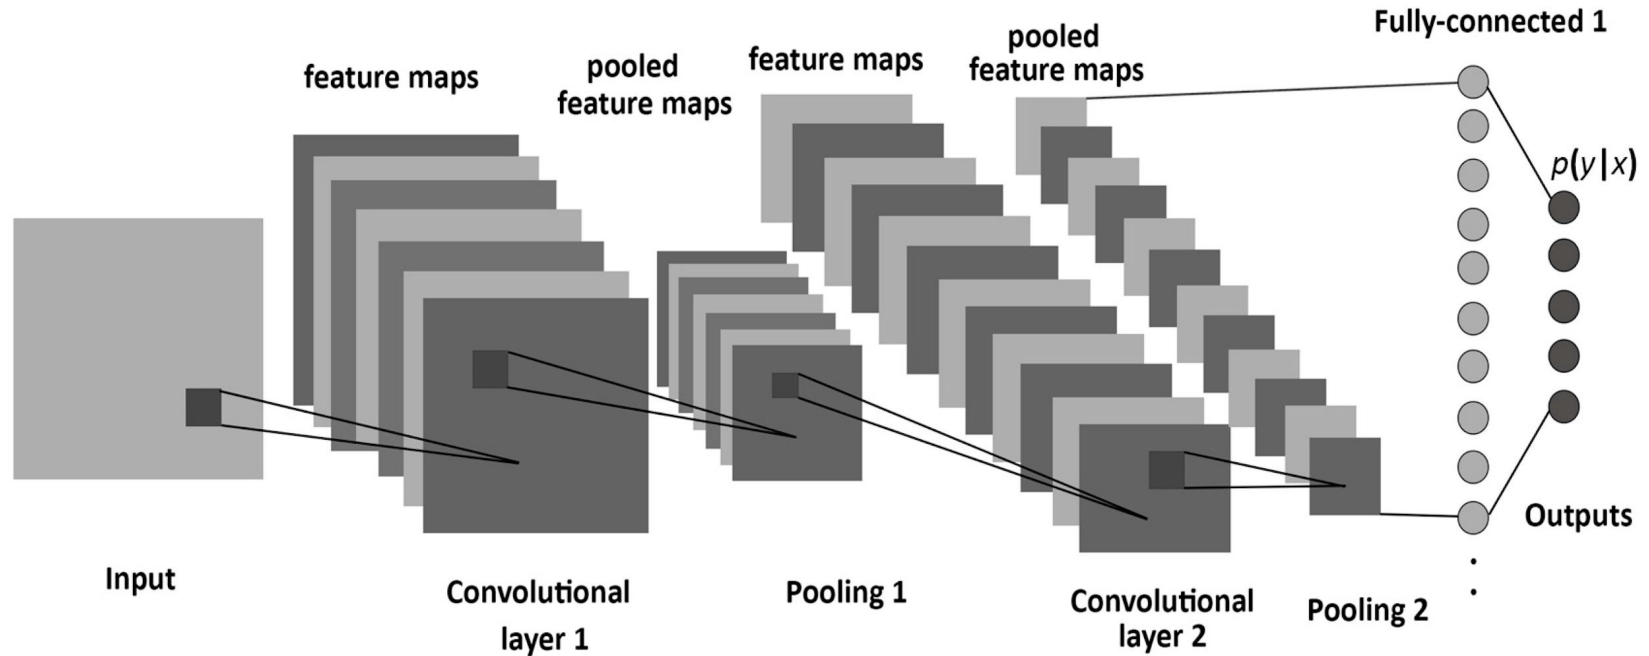 feature maps
pooled
feature maps
feature maps
pooled
feature maps
Fully-connected 1
p(y|x)
Outputs
Input
Convolutional
layer 1
Pooling 1
Convolutional
layer 2
Pooling 2